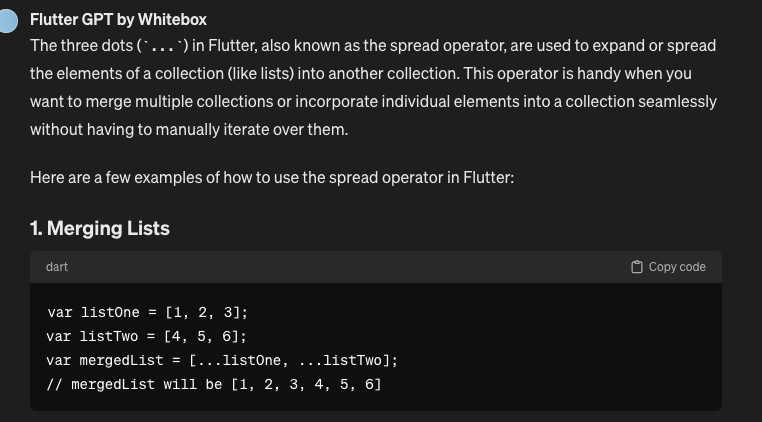 Flutter GPT by Whitebox
The three dots (`...`) in Flutter, also known as the spread operator, are used to expand or spread
the elements of a collection (like lists) into another collection. This operator is handy when you
want to merge multiple collections or incorporate individual elements into a collection seamlessly
without having to manually iterate over them.
Here are a few examples of how to use the spread operator in Flutter:
1. Merging Lists
dart Copy code
var listOne = [1, 2, 3];
var listTwo = [4, 5, 6];
var mergedList = [...listOne, ...listTwo];
// mergedList will be [1, 2, 3, 4, 5, 6]